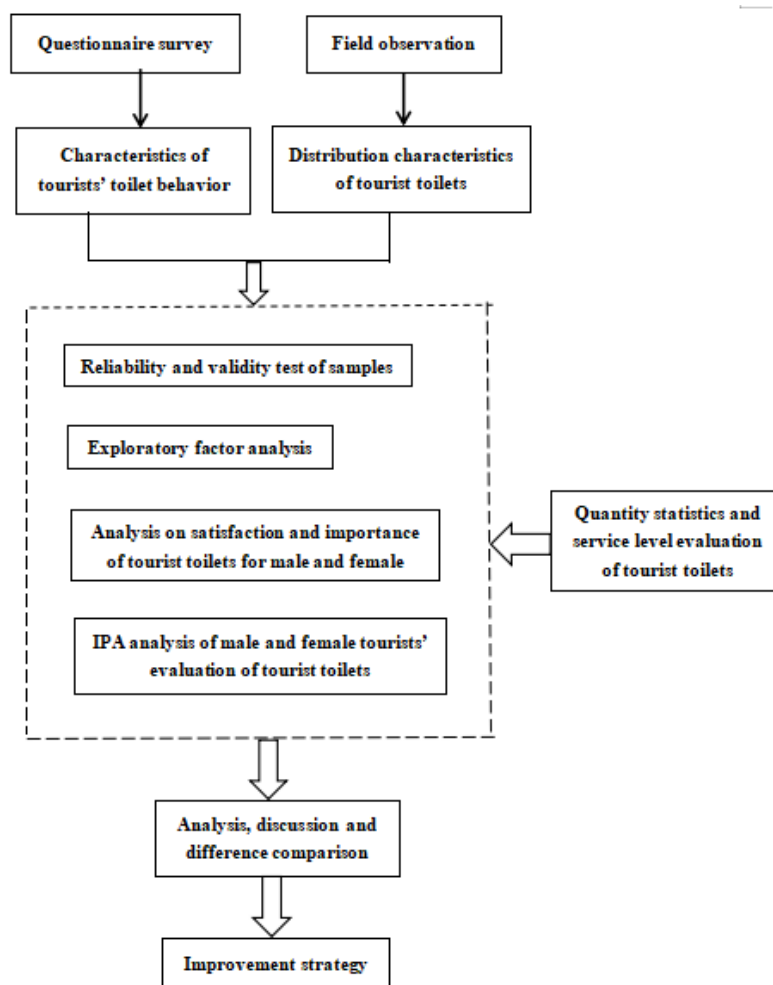 Questionnaire survey
Field observation
Characteristics of
tourists’ toilet behavior
Distribution characteristics
of tourist toilets
Reliability and validity test of samples
Exploratory factor analysis
Analysis on satisfaction and importance
of tourist toilets for male and female
Quantity statistics and
service level evaluation
of tourist toilets
IPA analysis of male and female tourists’
evaluation of tourist toilets
Analysis, discussion and
difference comparison
Improvement strategy